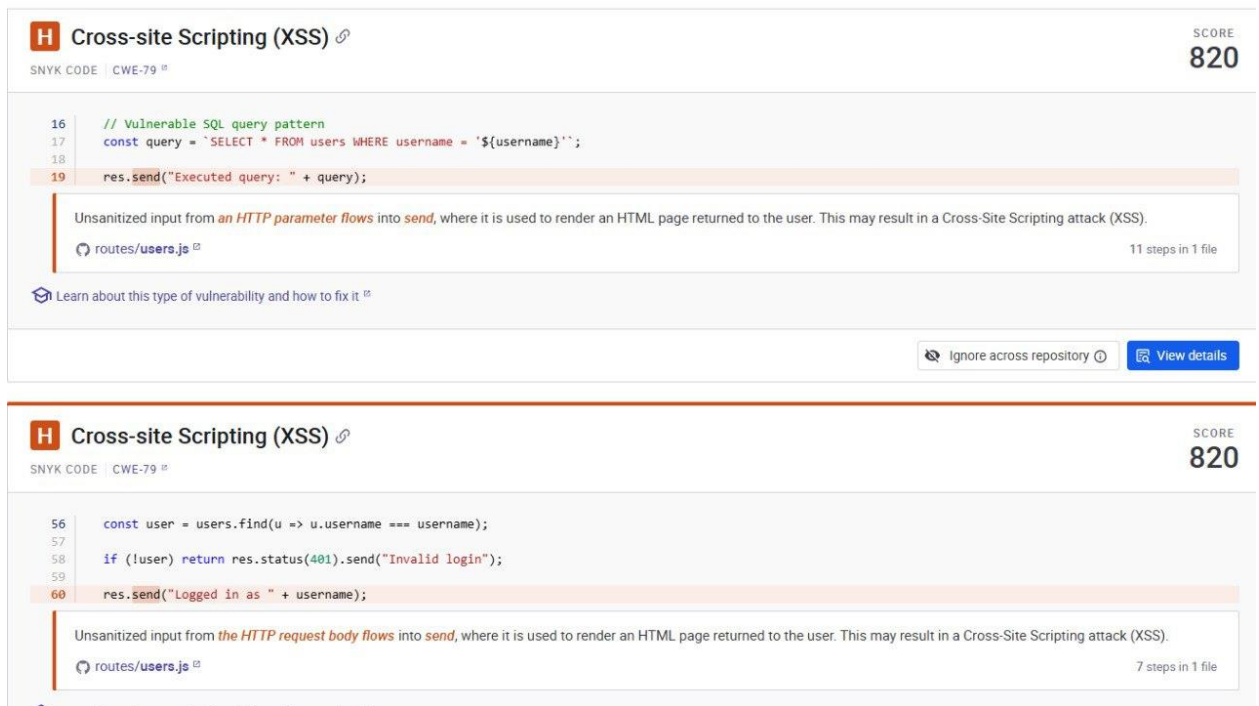 H Cross-site Scripting (XSS)
SCORE
820
SNYK CODE | CWE-79
16 // Vulnerable SQL query pattern
17 const query = `SELECT * FROM users WHERE username = '${username}'`;
18
19 res.send("Executed query: " + query);
Unsanitized input from an HTTP parameter flows into send, where it is used to render an HTML page returned to the user. This may result in a Cross-Site Scripting attack (XSS).
routes/users.js
11 steps in 1 file
Learn about this type of vulnerability and how to fix it
Ignore across repository
View details
H Cross-site Scripting (XSS)
SCORE
820
SNYK CODE | CWE-79
56 const user = users.find(u => u.username === username);
57
58 if (!user) return res.status(401).send("Invalid login");
59
60 res.send("Logged in as " + username);
Unsanitized input from the HTTP request body flows into send, where it is used to render an HTML page returned to the user. This may result in a Cross-Site Scripting attack (XSS).
routes/users.js
7 steps in 1 file